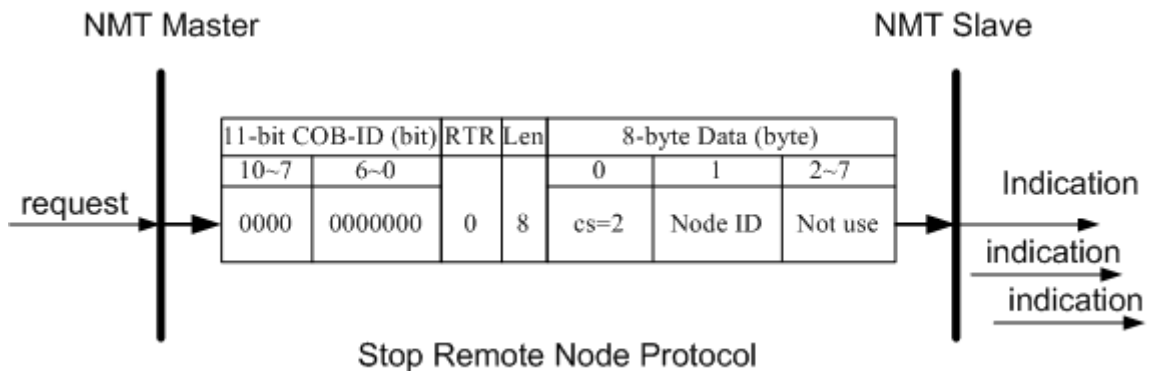 NMT Master NMT Slave
11-bit COB-ID (bit) RTR Len 8-byte Data (byte)
10~7 6~0 0 1 2~7
request 0000 0000000 0 8 cs=2 Node ID Not use Indication
indication
indication
Stop Remote Node Protocol